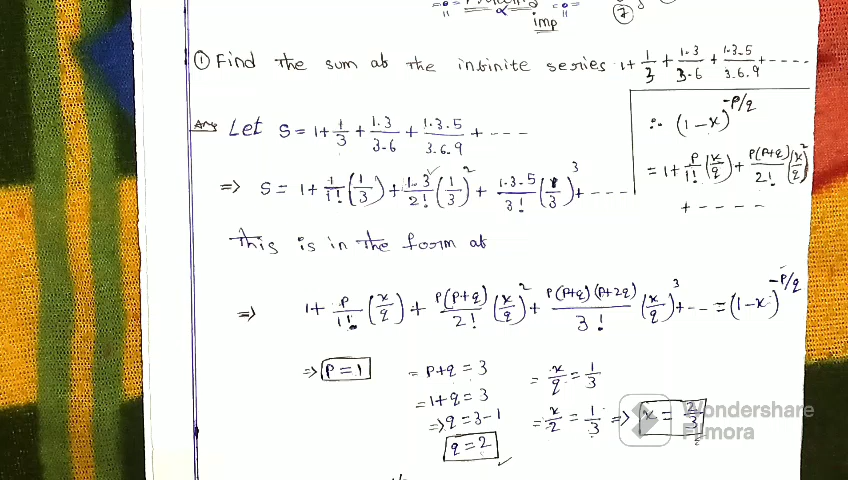 imp
① Find the sum of the infinite series 1+1/3+1·3/3·6+1·3·5/3·6·9+----
Ans Let S = 1+1/3+1·3/3·6+1·3·5/3·6·9+---
∴ (1-x)^-P/q
= 1+P/1!(x/q)+P(P+q)/2!(x/q)^2
+----
⇒ S = 1+1/1!(1/3)+1·3/2!(1/3)^2+1·3·5/3!(1/3)^3+----
This is in the form of
⇒ 1+P/1!(x/q)+P(P+q)/2!(x/q)^2+P(P+q)(P+2q)/3!(x/q)^3+-- =(1-x)^-P/q
⇒ P=1 = P+q = 3 = x/q = 1/3
= 1+q = 3
⇒ q = 3-1 = x/2 = 1/3 ⇒ x = 2/3
q = 2
Wondershare
Filmora